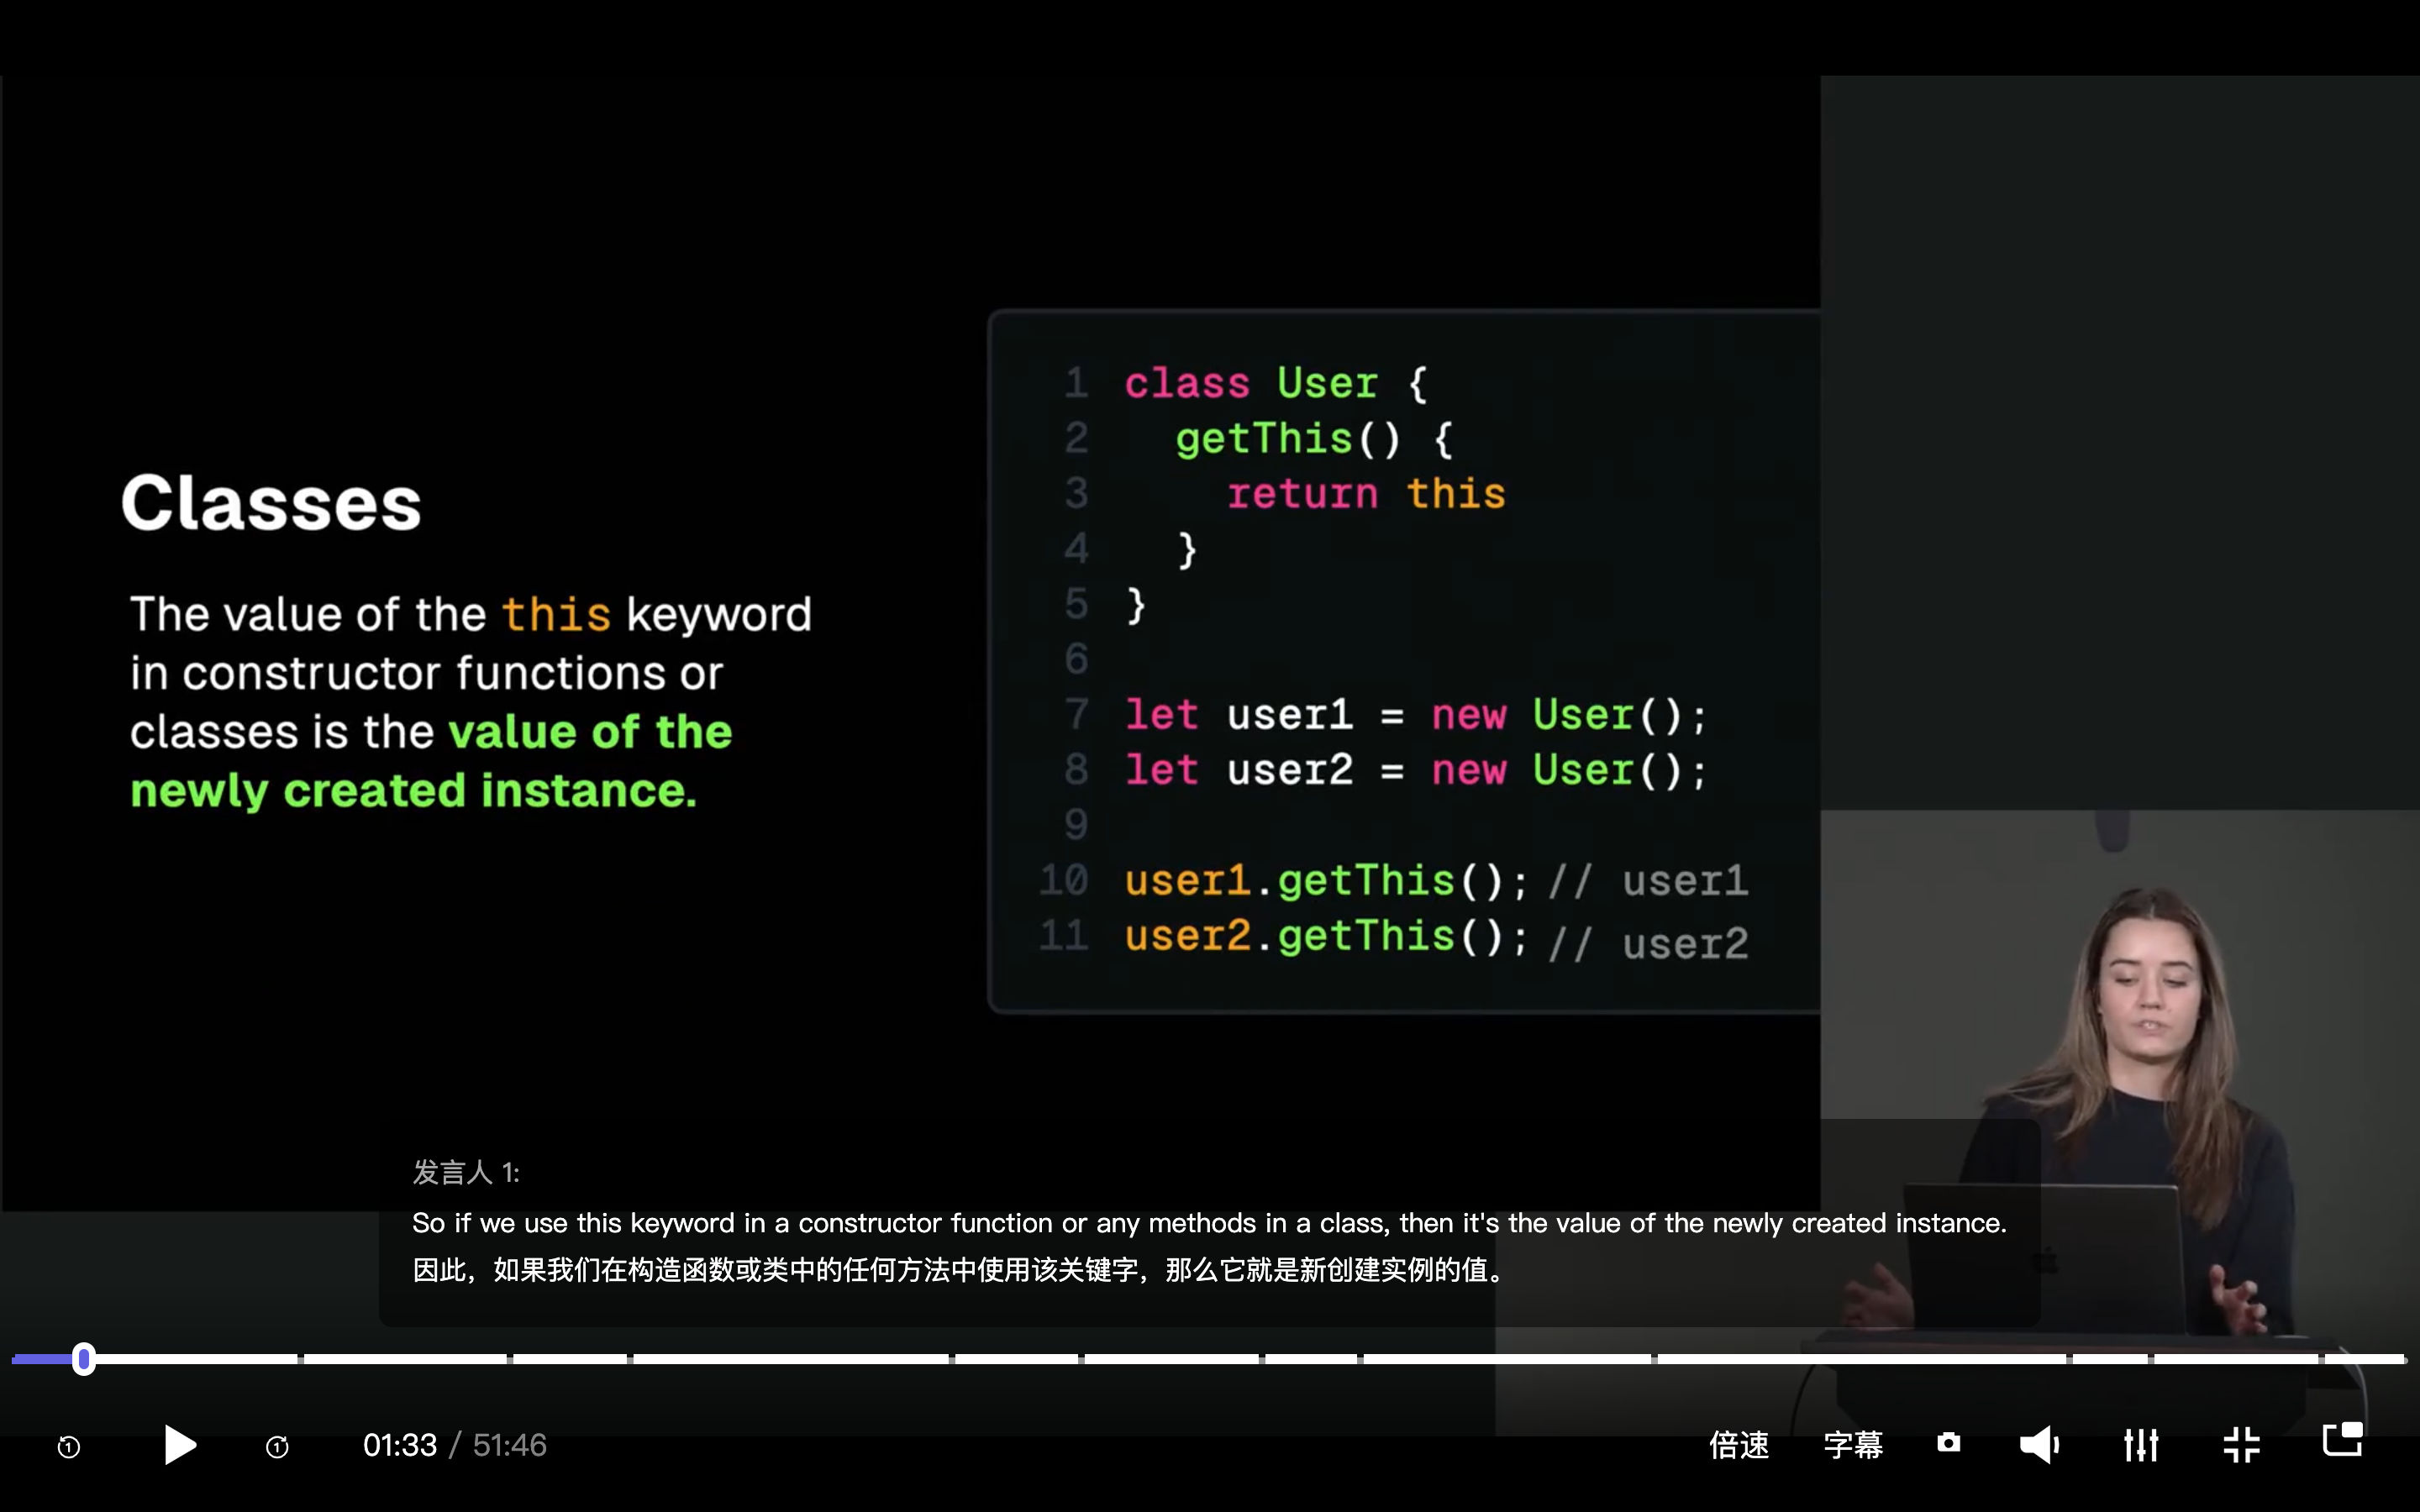 Classes
The value of the this keyword
in constructor functions or
classes is the value of the
newly created instance.
1 class User {
2 getThis() {
3 return this
4 }
5 }
6
7 let user1 = new User();
8 let user2 = new User();
9
10 user1.getThis(); // user1
11 user2.getThis(); // user2
发言人 1:
So if we use this keyword in a constructor function or any methods in a class, then it's the value of the newly created instance.
因此，如果我们在构造函数或类中的任何方法中使用该关键字，那么它就是新创建实例的值。
1
1
01:33 / 51:46
倍速
字幕